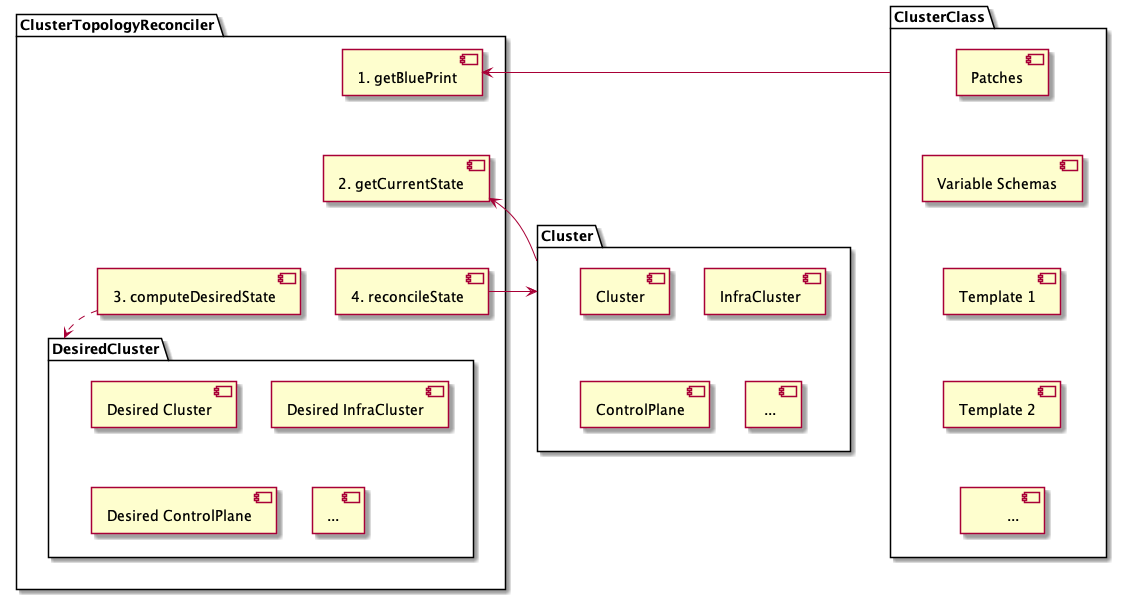 ClusterTopologyReconciler
1. getBluePrint
2. getCurrentState
3. computeDesiredState
4. reconcileState
DesiredCluster
Desired Cluster
Desired InfraCluster
Desired ControlPlane
...
Cluster
Cluster
InfraCluster
ControlPlane
...
ClusterClass
Patches
Variable Schemas
Template 1
Template 2
...